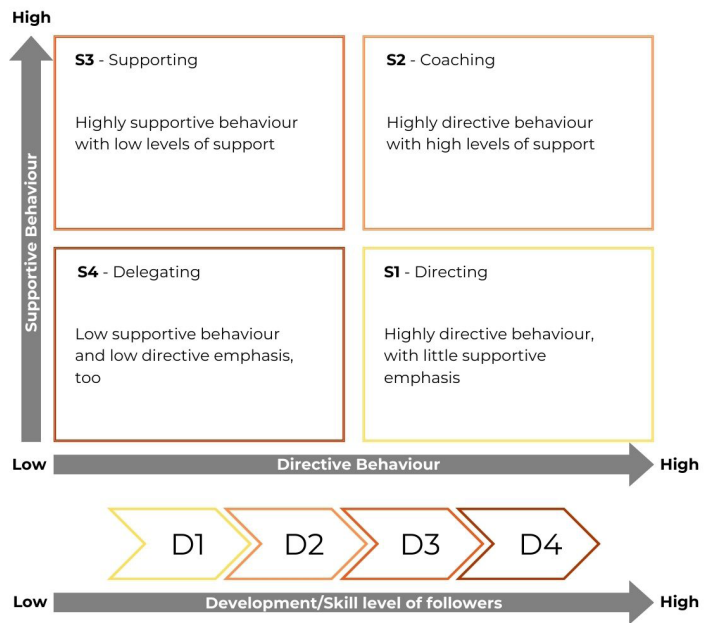 High
S3 - Supporting
Highly supportive behaviour
with low levels of support
S2 - Coaching
Highly directive behaviour
with high levels of support
Supportive Behaviour
S4 - Delegating
Low supportive behaviour
and low directive emphasis,
too
S1 - Directing
Highly directive behaviour,
with little supportive
emphasis
Low
Directive Behaviour
High
D1
D2
D3
D4
Low
Development/Skill level of followers
High